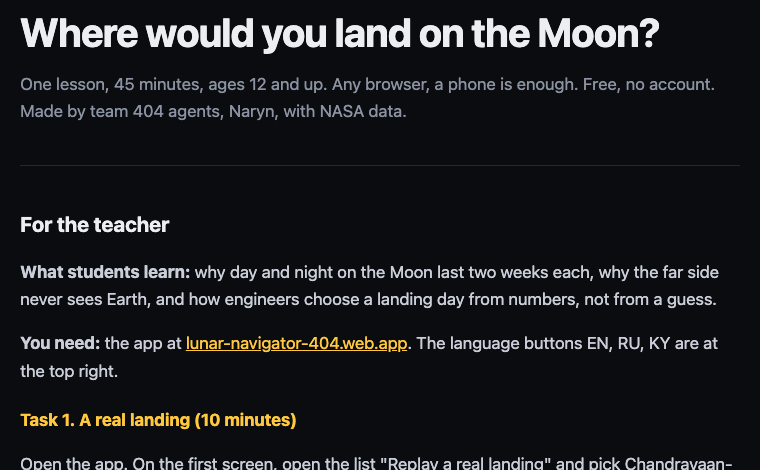 Where would you land on the Moon?
One lesson, 45 minutes, ages 12 and up. Any browser, a phone is enough. Free, no account.
Made by team 404 agents, Naryn, with NASA data.
For the teacher
What students learn: why day and night on the Moon last two weeks each, why the far side
never sees Earth, and how engineers choose a landing day from numbers, not from a guess.
You need: the app at lunar-navigator-404.web.app. The language buttons EN, RU, KY are at
the top right.
Task 1. A real landing (10 minutes)
Open the app. On the first screen, open the list "Replay a real landing" and pick Chandrayaan-